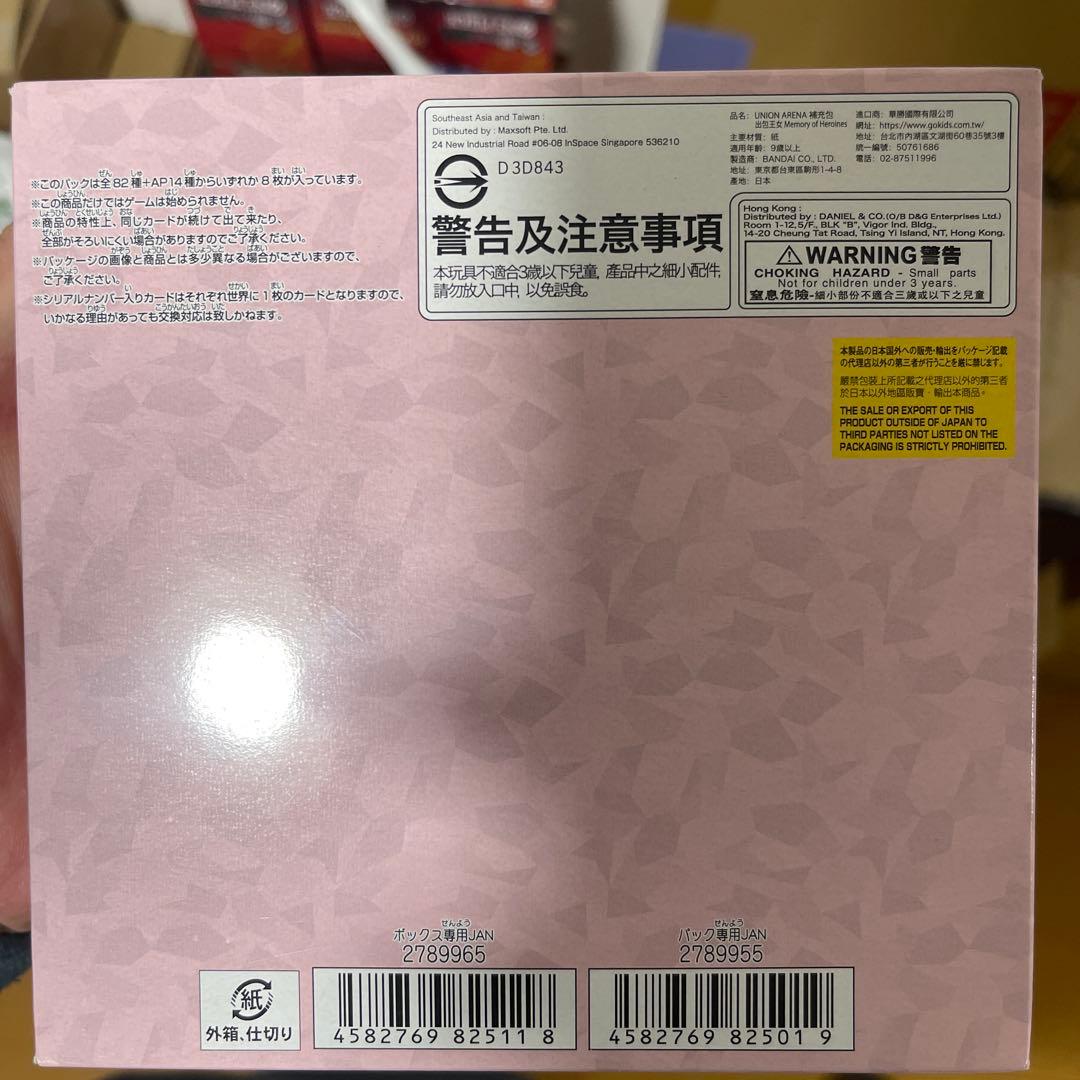 ※このパックは全82種+AP14種からいずれか8枚が入っています。
※この商品だけではゲームは始められません。
※商品の特性上、同じカードが続けて出て来たり、
全部がそろいにくい場合がありますのでご了承ください。
※パッケージの画像と商品とは多少異なる場合がございますので、
ご了承ください。
※シリアルナンバー入りカードはそれぞれ世界に1枚のカードとなりますので、
いかなる理由があっても交換対応は致しかねます。
Southeast Asia and Taiwan :
Distributed by : Maxsoft Pte. Ltd.
24 New Industrial Road #06-08 InSpace Singapore 536210
D3D843
警告及注意事項
本玩具不適合3歲以下兒童, 產品中之細小配件,
請勿放入口中, 以免誤食。
品名: UNION ARENA 補充包
出包王女 Memory of Heroines
主要材質: 紙
適用年齡: 9歲以上
製造商: BANDAI CO., LTD.
地址: 東京都台東區駒形1-4-8
產地: 日本
進口商: 華勝國際有限公司
網址: https://www.gokids.com.tw/
地址: 台北市內湖區文湖街60巷35號3樓
統一編號: 50761686
電話: 02-87511996
Hong Kong :
Distributed by : DANIEL & CO.(O/B D&G Enterprises Ltd.)
Room 1-12,5/F., BLK "B", Vigor Ind. Bldg.,
14-20 Cheung Tat Road, Tsing Yi Island, NT, Hong Kong.
WARNING 警告
CHOKING HAZARD - Small parts
Not for children under 3 years.
窒息危險-細小部份不適合三歲或以下之兒童
本製品の日本国外への販売・輸出をパッケージ記載
の代理店以外の第三者が行うことを厳に禁じます。
嚴禁包裝上所記載之代理店以外的第三者
於日本以外地區販賣・輸出本商品。
THE SALE OR EXPORT OF THIS
PRODUCT OUTSIDE OF JAPAN TO
THIRD PARTIES NOT LISTED ON THE
PACKAGING IS STRICTLY PROHIBITED.
ボックス専用JAN
2789965
パック専用JAN
2789955
紙
外箱、仕切り
4582769 825118
4582769 825019